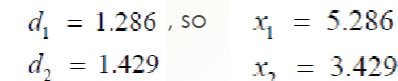 d₁ = 1.286 , so x₁ = 5.286
d₂ = 1.429 x₂ = 3.429